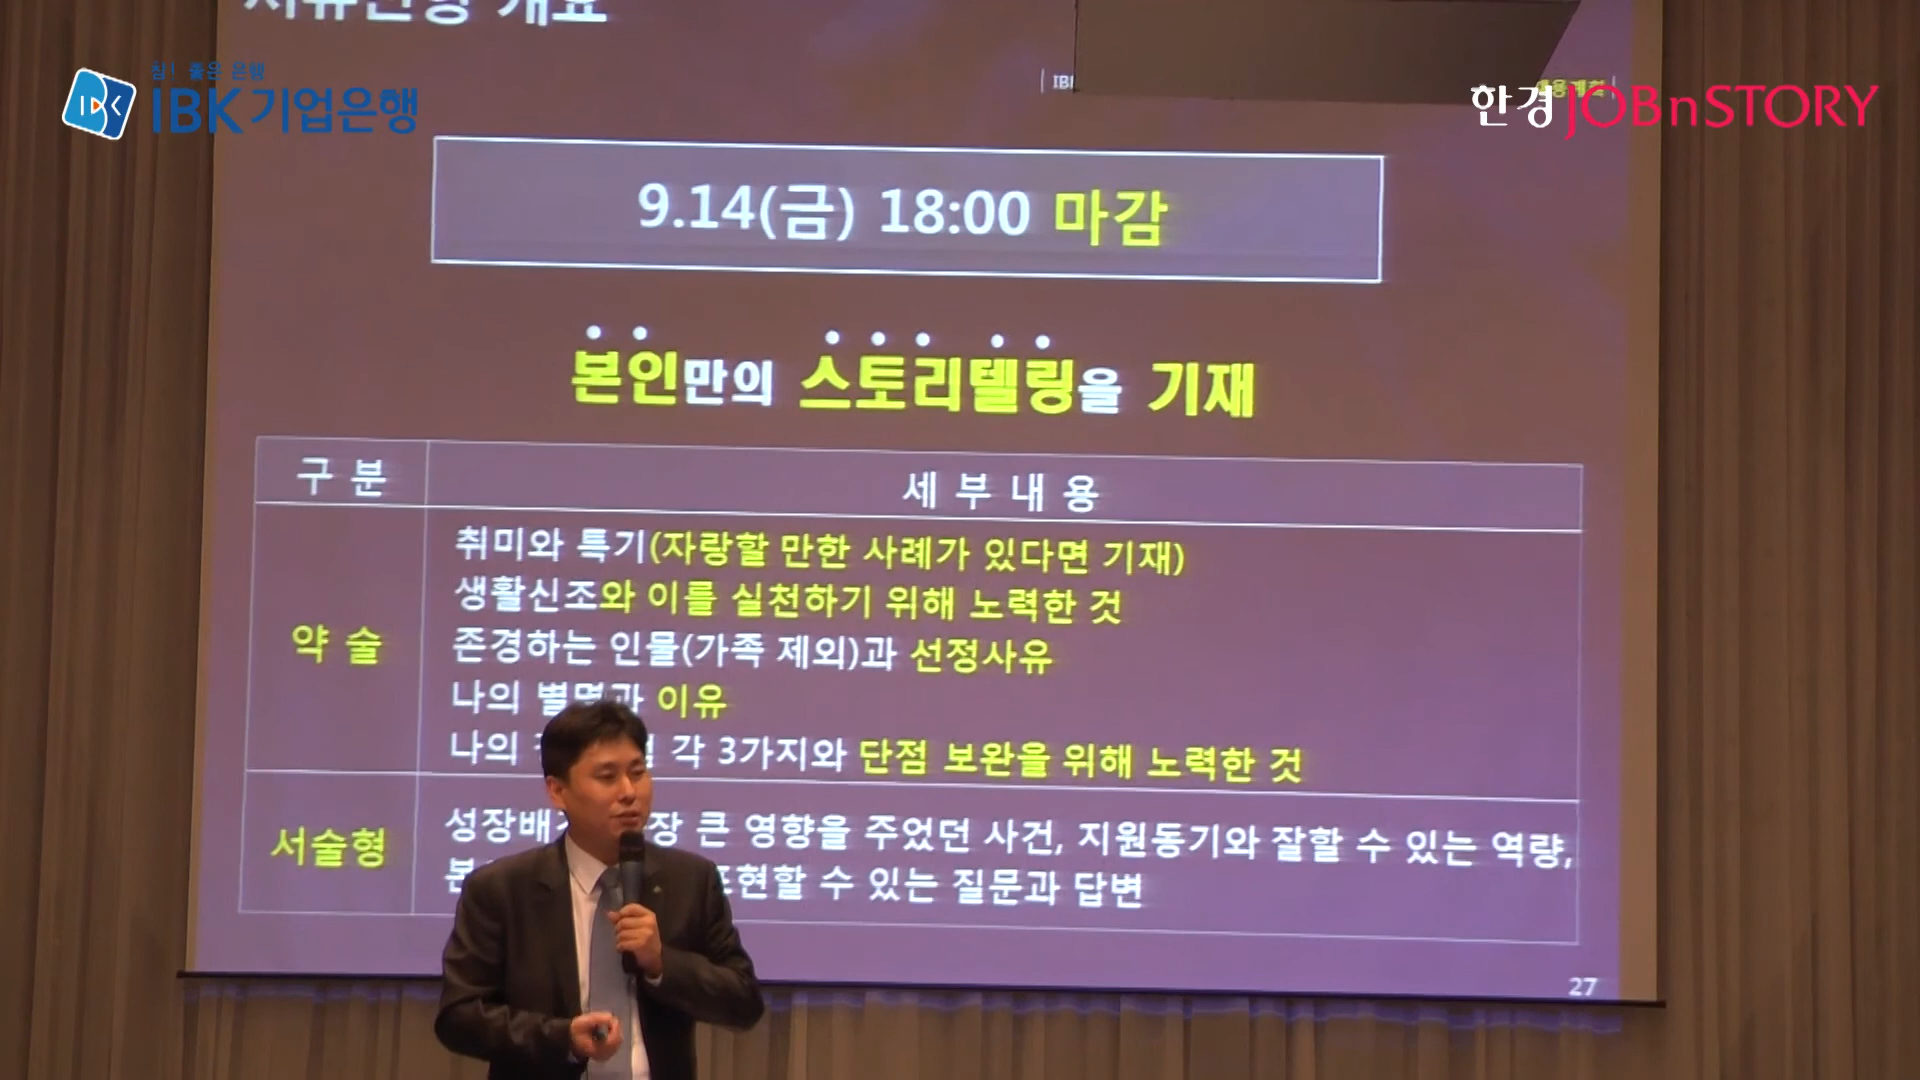 참! 좋은 은행
IBK기업은행
한경JOBnSTORY
개요
9.14(금) 18:00 마감
본인만의 스토리텔링을 기재
구 분
세 부 내 용
약 술
취미와 특기(자랑할 만한 사례가 있다면 기재)
생활신조와 이를 실천하기 위해 노력한 것
존경하는 인물(가족 제외)과 선정사유
나의 별명과 이유
나의 각 3가지와 단점 보완을 위해 노력한 것
서술형
큰 영향을 주었던 사건, 지원동기와 잘할 수 있는 역량,
표현할 수 있는 질문과 답변
27